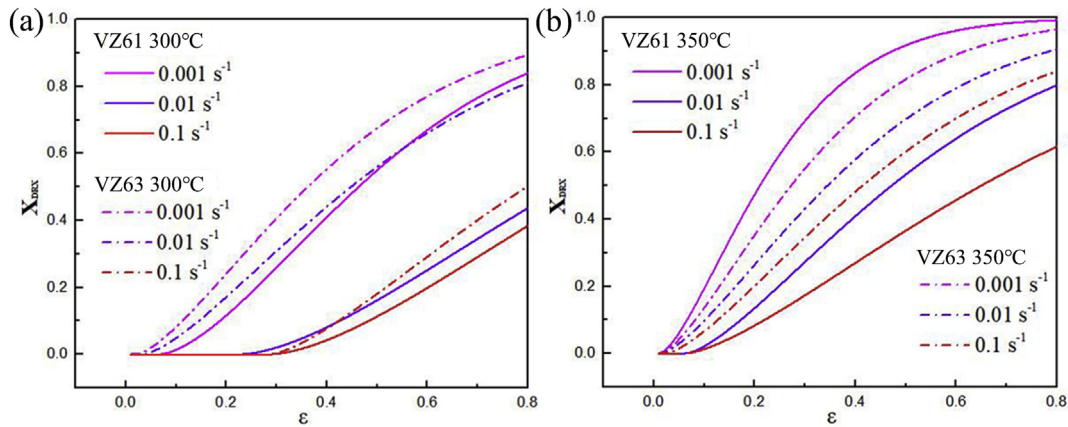 (a)
1.0
0.8
0.6
0.4
0.2
0.0
X_DRX
VZ61 300℃
0.001 s⁻¹
0.01 s⁻¹
0.1 s⁻¹
VZ63 300℃
0.001 s⁻¹
0.01 s⁻¹
0.1 s⁻¹
0.0 0.2 0.4 0.6 0.8
ε
(b)
1.0
0.8
0.6
0.4
0.2
0.0
X_DRX
VZ61 350℃
0.001 s⁻¹
0.01 s⁻¹
0.1 s⁻¹
VZ63 350℃
0.001 s⁻¹
0.01 s⁻¹
0.1 s⁻¹
0.0 0.2 0.4 0.6 0.8
ε